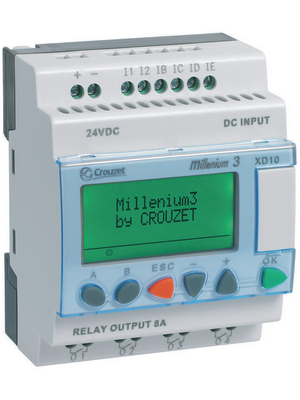 + − I1 I2 IB IC ID IE
24VDC DC INPUT
Crouzet Millenium 3 XD10
Millenium3
by CROUZET
A B ESC − + OK
RELAY OUTPUT 8A